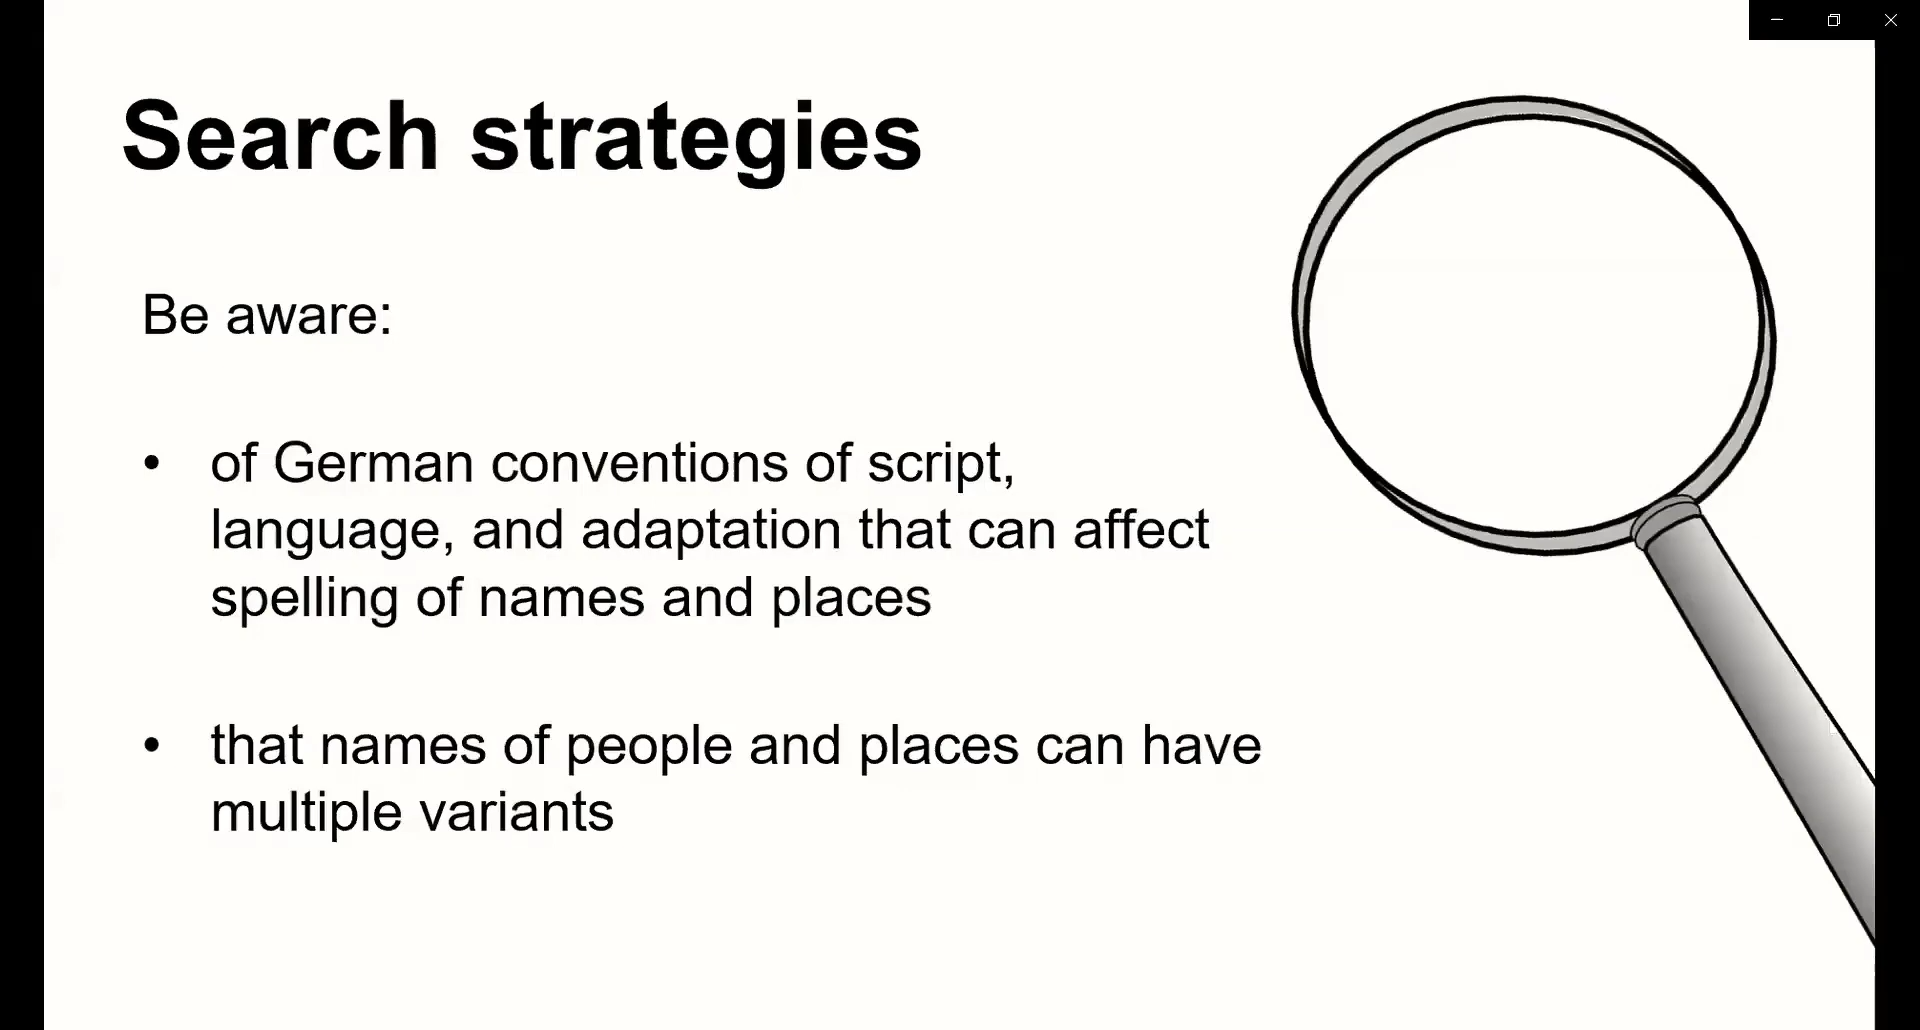 Search strategies
Be aware:
• of German conventions of script,
language, and adaptation that can affect
spelling of names and places
• that names of people and places can have
multiple variants